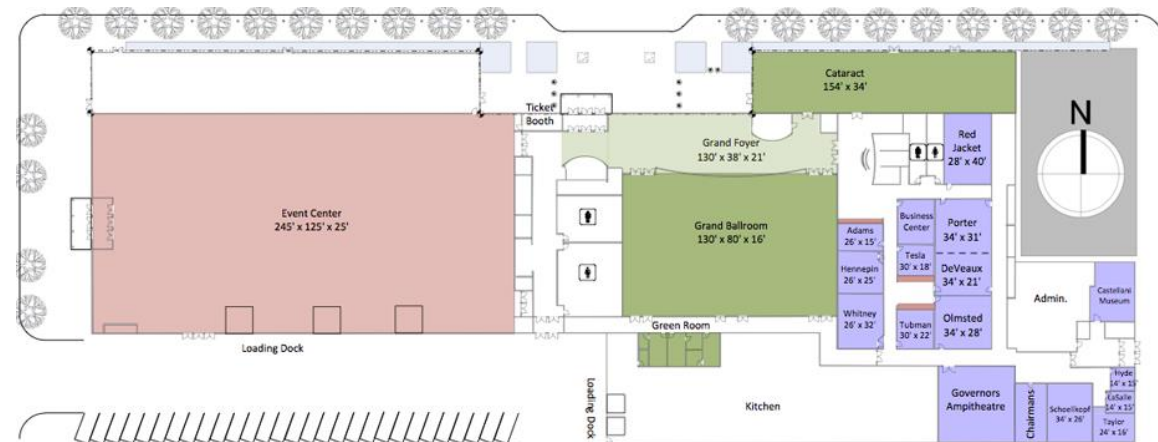 Cataract
154' x 34'
N
Ticket
Booth
Grand Foyer
130' x 38' x 21'
Red
Jacket
28' x 40'
Event Center
245' x 125' x 25'
Grand Ballroom
130' x 80' x 16'
Adams
26' x 15'
Business
Center
Porter
34' x 31'
Hennepin
26' x 25'
Tesla
30' x 18'
DeVeaux
34' x 21'
Admin.
Castellani
Museum
Whitney
26' x 32'
Tubman
30' x 22'
Olmsted
34' x 28'
Green Room
Loading Dock
Loading Dock
Kitchen
Governors
Ampitheatre
Chairmans
Schoellkopf
34' x 26'
Hyde
14' x 15'
LaSalle
14' x 15'
Taylor
24' x 16'